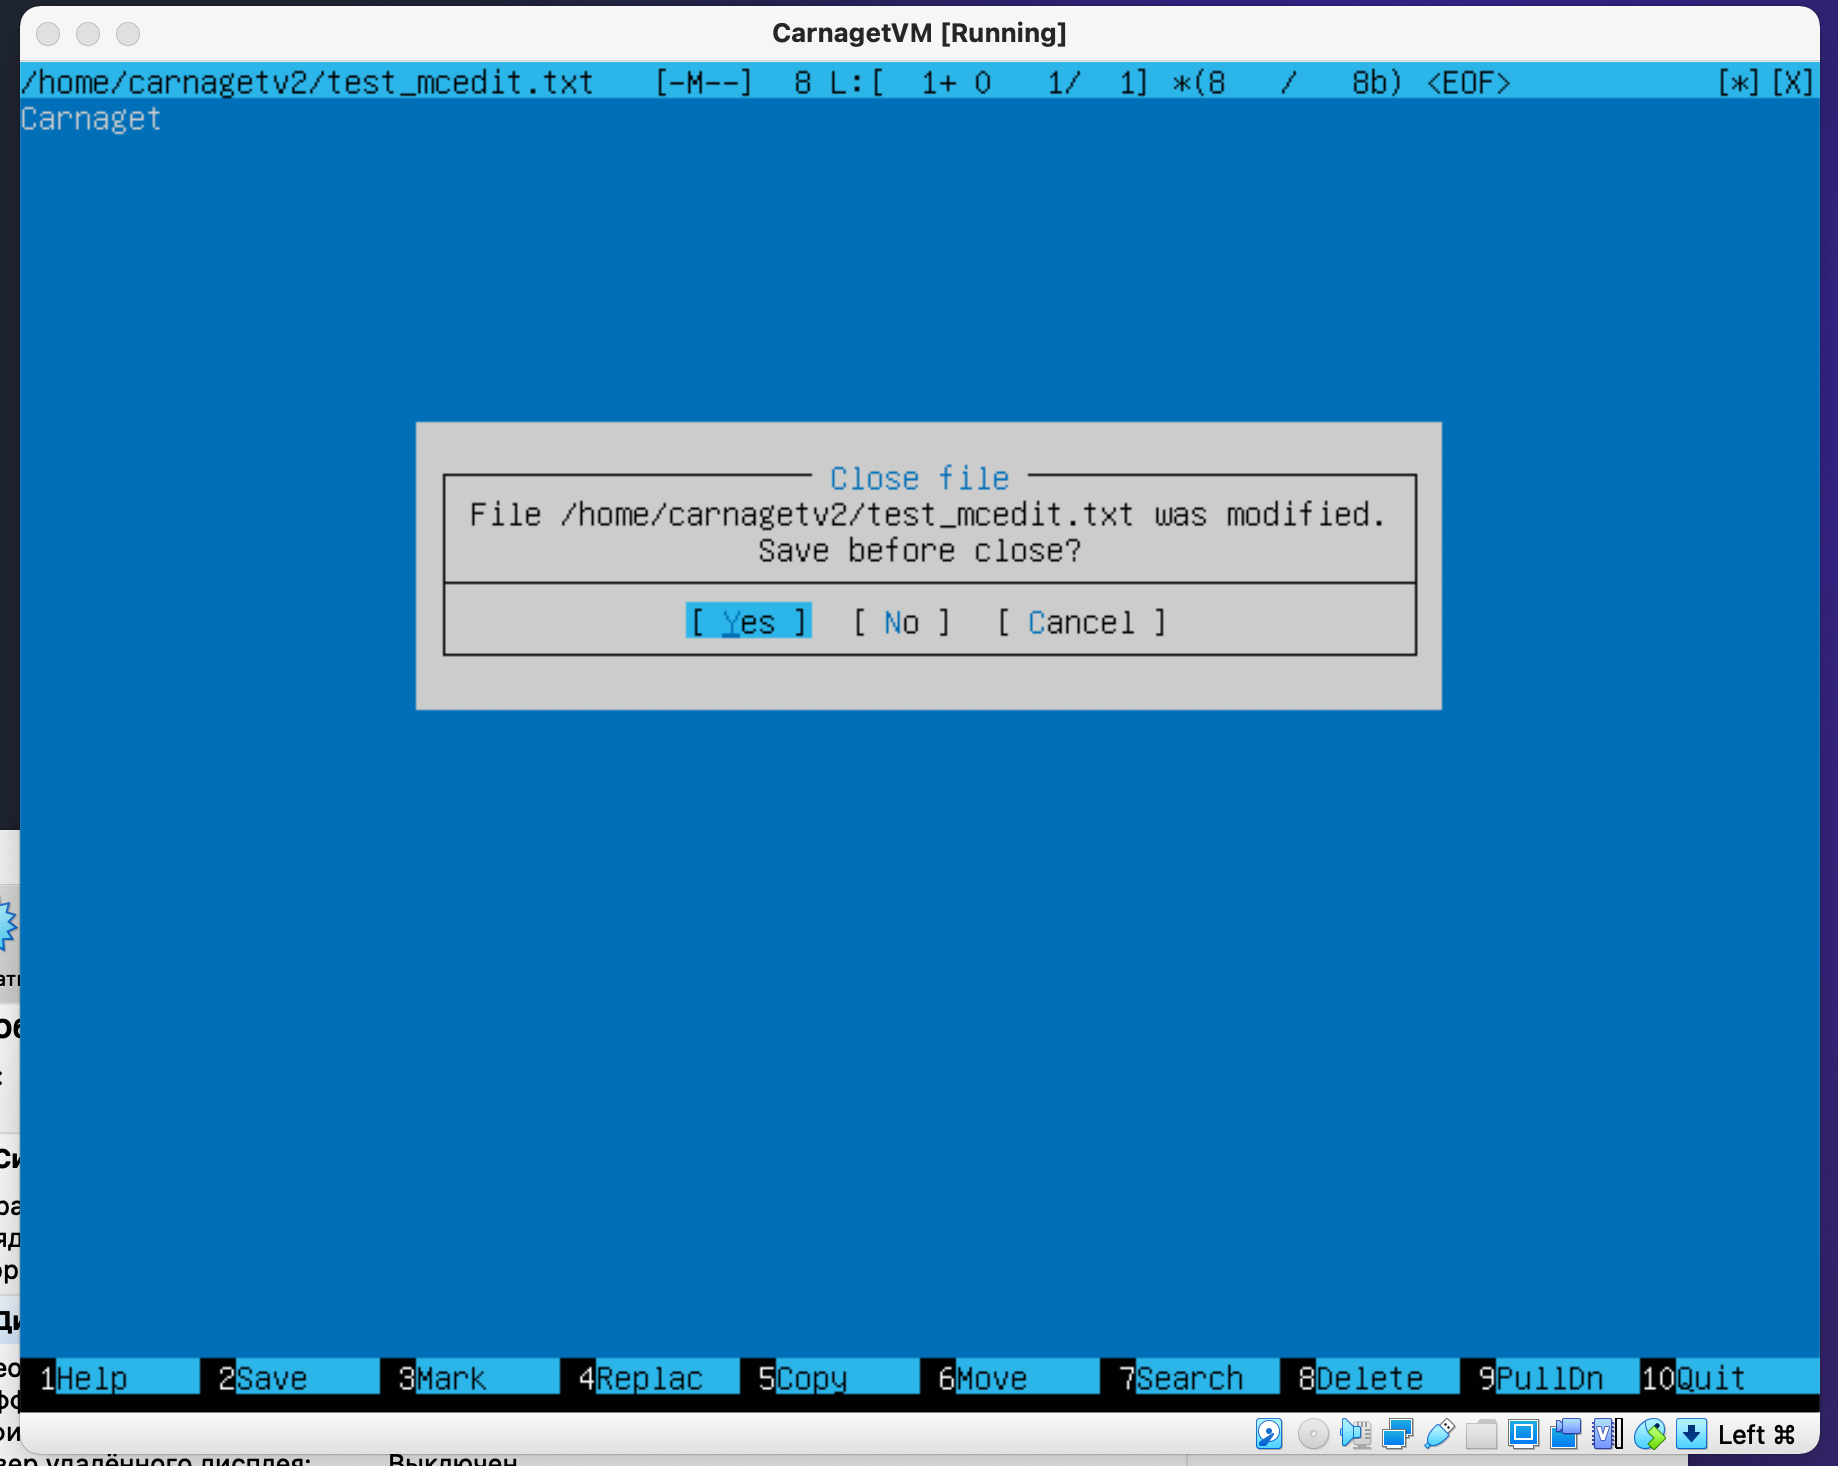 CarnagetVM [Running]
/home/carnagetv2/test_mcedit.txt [-M--] 8 L:[ 1+ 0 1/ 1] *(8 / 8b) <EOF> [*][X]
Carnaget
Close file
File /home/carnagetv2/test_mcedit.txt was modified.
Save before close?
[ Yes ] [ No ] [ Cancel ]
1Help 2Save 3Mark 4Replac 5Copy 6Move 7Search 8Delete 9PullDn 10Quit
Left ⌘
удалённого дисплея: Выключен